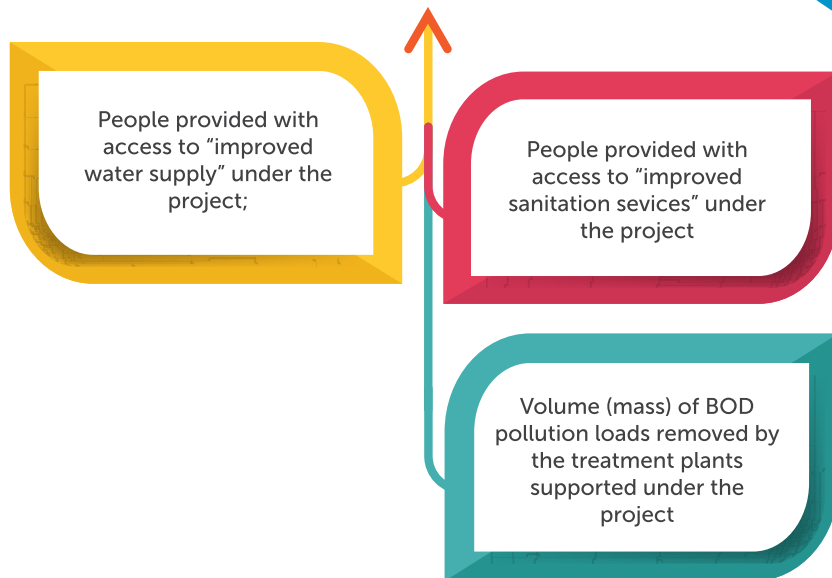 People provided with
access to “improved
water supply” under the
project;
People provided with
access to “improved
sanitation sevices” under
the project
Volume (mass) of BOD
pollution loads removed by
the treatment plants
supported under the
project